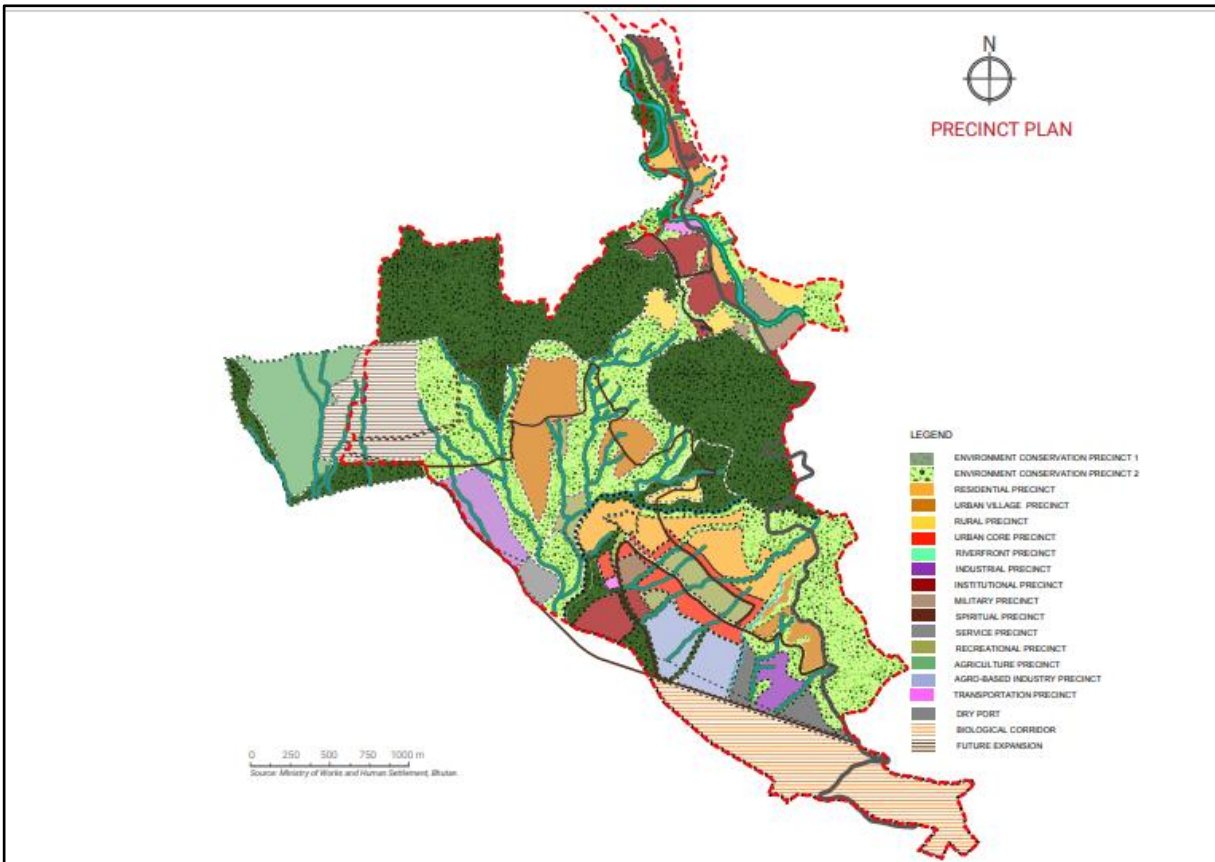 N
PRECINCT PLAN
LEGEND
ENVIRONMENT CONSERVATION PRECINCT 1
ENVIRONMENT CONSERVATION PRECINCT 2
RESIDENTIAL PRECINCT
URBAN VILLAGE PRECINCT
RURAL PRECINCT
URBAN CORE PRECINCT
RIVERFRONT PRECINCT
INDUSTRIAL PRECINCT
INSTITUTIONAL PRECINCT
MILITARY PRECINCT
SPIRITUAL PRECINCT
SERVICE PRECINCT
RECREATIONAL PRECINCT
AGRICULTURE PRECINCT
AGRO-BASED INDUSTRY PRECINCT
TRANSPORTATION PRECINCT
DRY PORT
BIOLOGICAL CORRIDOR
FUTURE EXPANSION
0 250 500 750 1000 m
Source: Ministry of Works and Human Settlement, Bhutan.